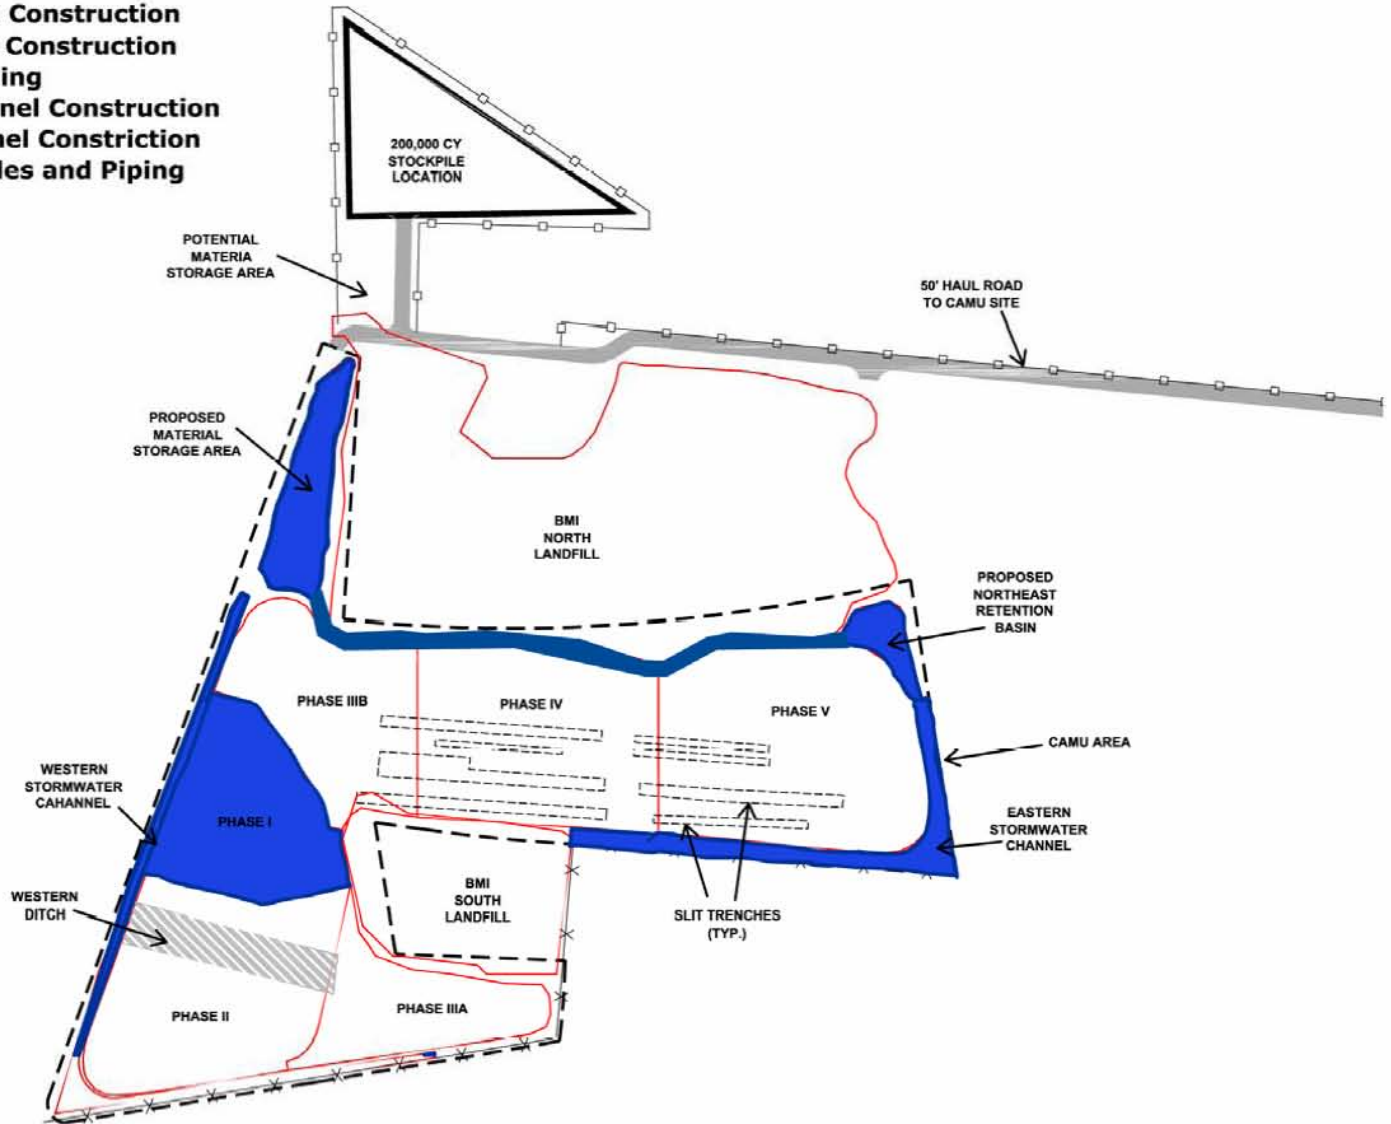 Construction
Construction
ing
nel Construction
nel Constriction
les and Piping
200,000 CY
STOCKPILE
LOCATION
POTENTIAL
MATERIA
STORAGE AREA
50' HAUL ROAD
TO CAMU SITE
PROPOSED
MATERIAL
STORAGE AREA
BMI
NORTH
LANDFILL
PROPOSED
NORTHEAST
RETENTION
BASIN
PHASE IIIB
PHASE IV
PHASE V
CAMU AREA
WESTERN
STORMWATER
CAHANNEL
PHASE I
EASTERN
STORMWATER
CHANNEL
WESTERN
DITCH
BMI
SOUTH
LANDFILL
SLIT TRENCHES
(TYP.)
PHASE II
PHASE IIIA